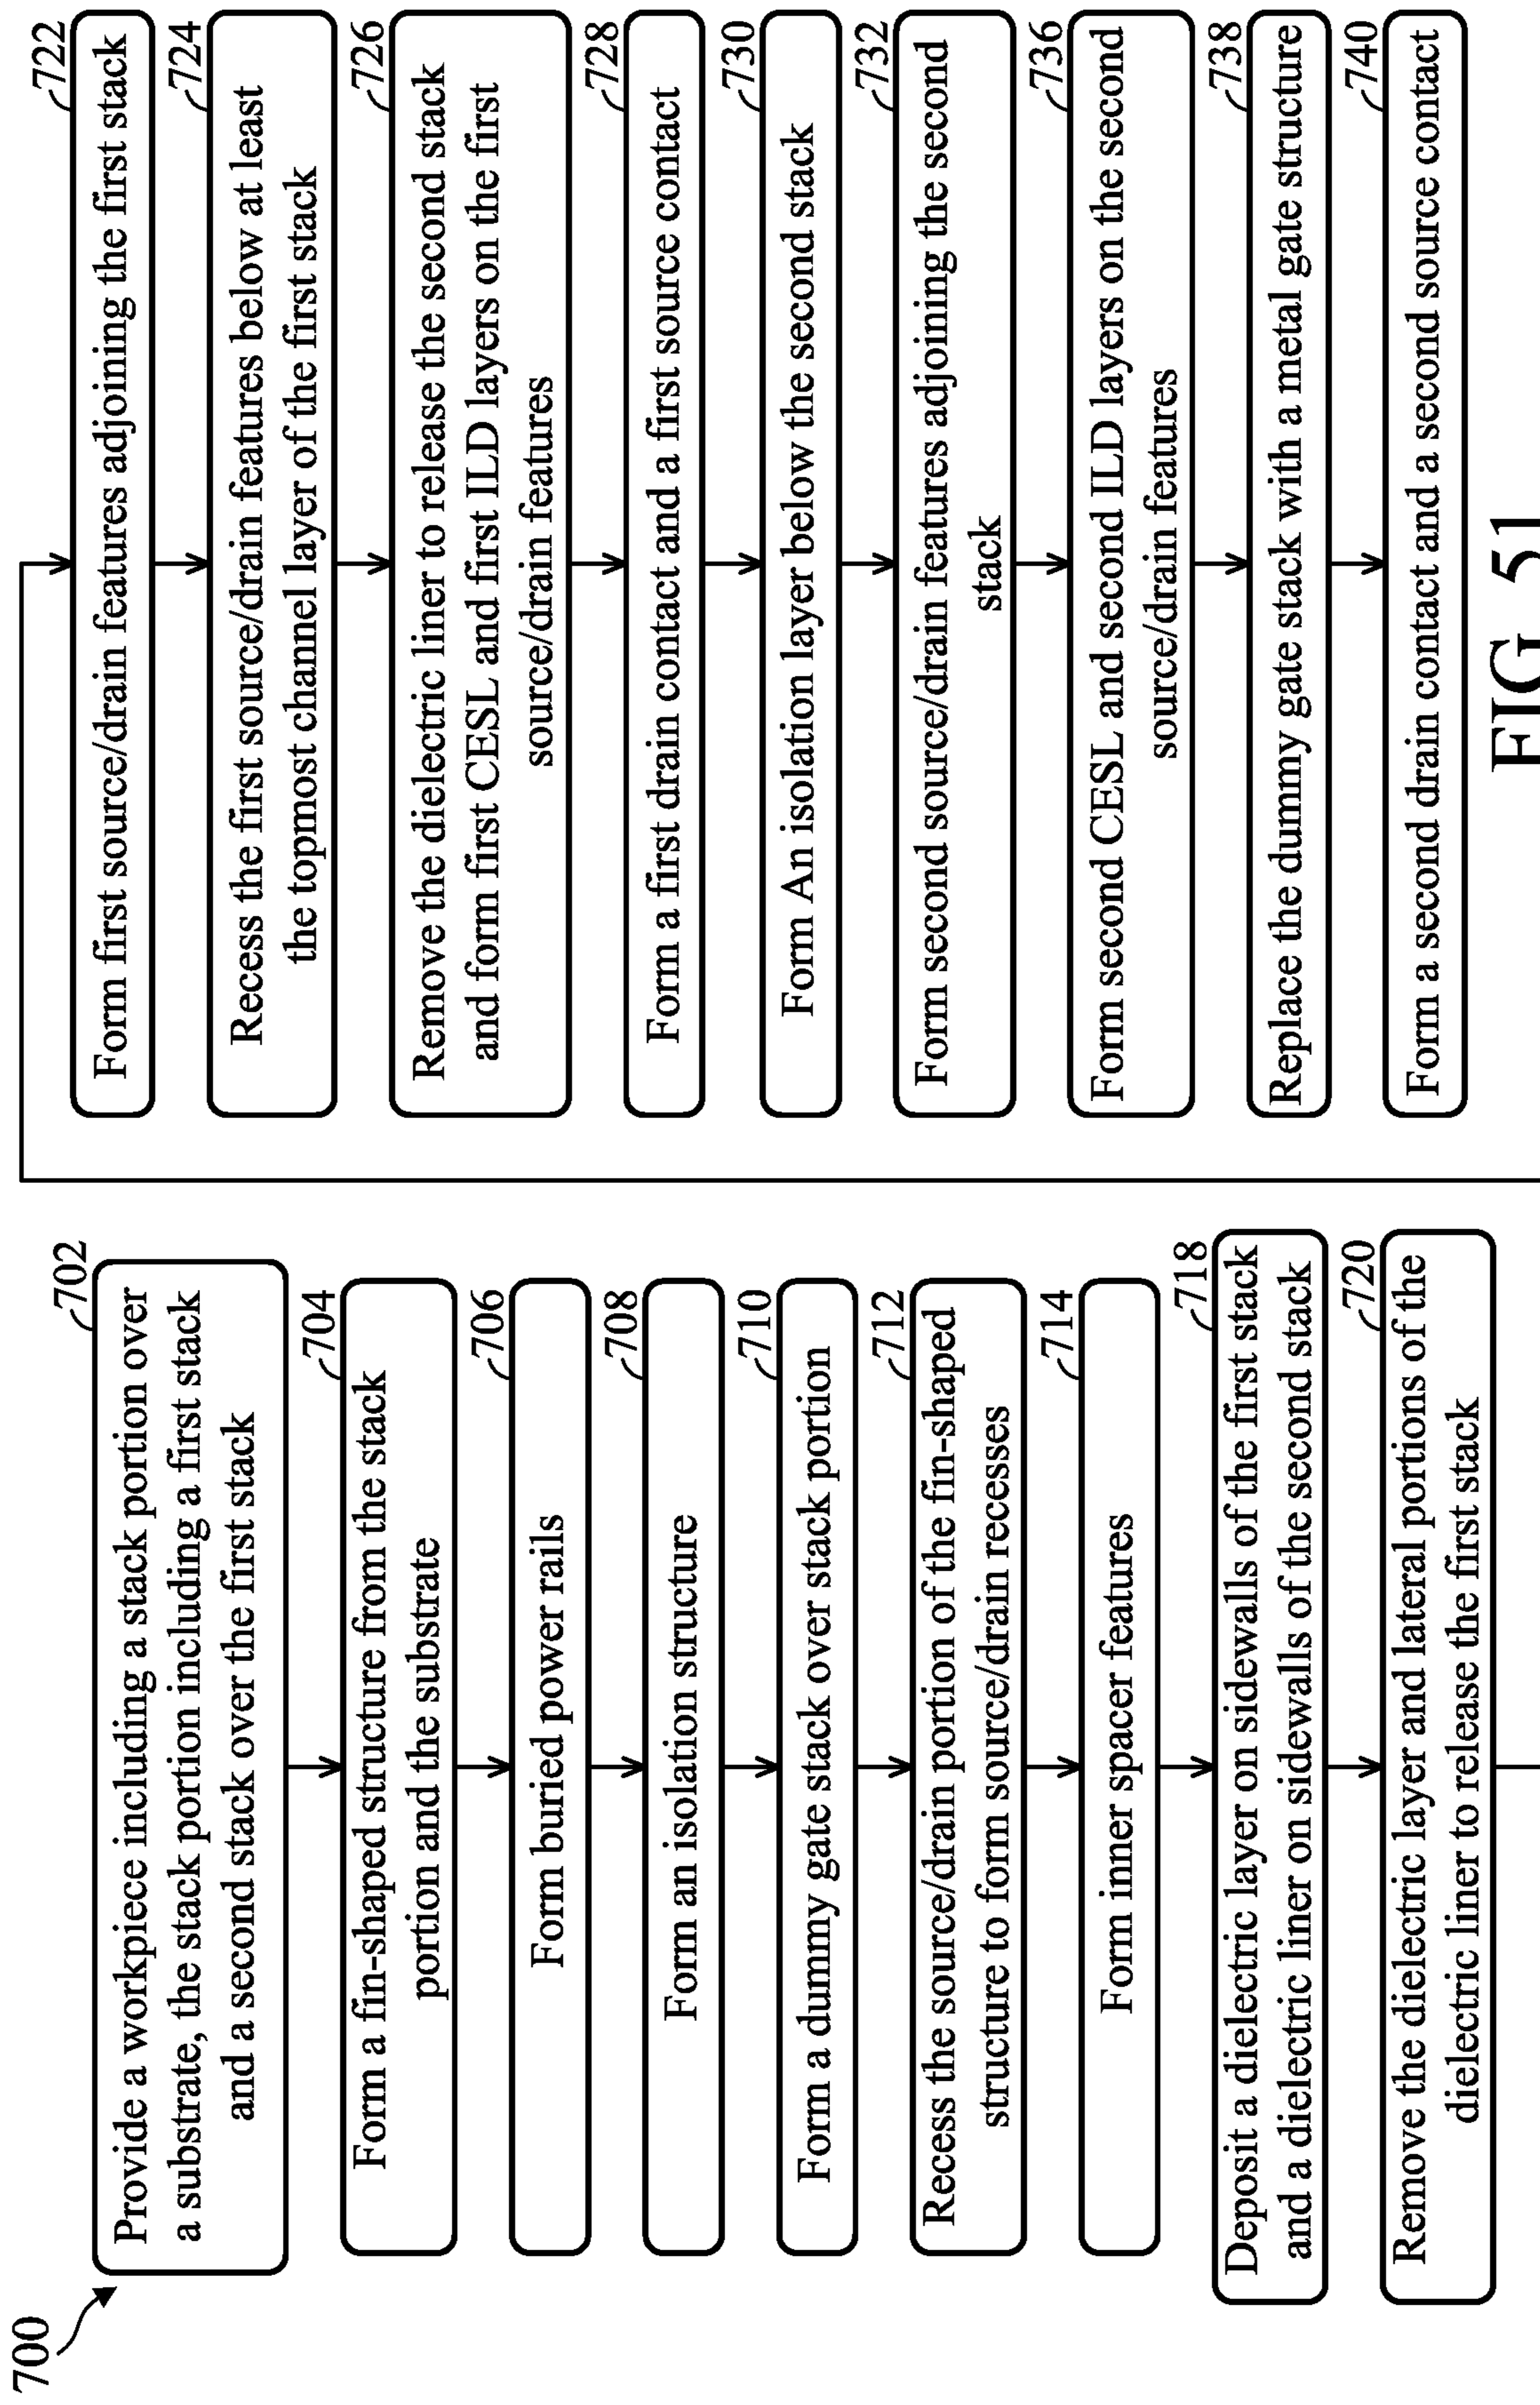 700
702
Provide a workpiece including a stack portion over
a substrate, the stack portion including a first stack
and a second stack over the first stack
704
Form a fin-shaped structure from the stack
portion and the substrate
706
Form buried power rails
708
Form an isolation structure
710
Form a dummy gate stack over stack portion
712
Recess the source/drain portion of the fin-shaped
structure to form source/drain recesses
714
Form inner spacer features
718
Deposit a dielectric layer on sidewalls of the first stack
and a dielectric liner on sidewalls of the second stack
720
Remove the dielectric layer and lateral portions of the
dielectric liner to release the first stack
722
Form first source/drain features adjoining the first stack
724
Recess the first source/drain features below at least
the topmost channel layer of the first stack
726
Remove the dielectric liner to release the second stack
and form first CESL and first ILD layers on the first
source/drain features
728
Form a first drain contact and a first source contact
730
Form An isolation layer below the second stack
732
Form second source/drain features adjoining the second
stack
736
Form second CESL and second ILD layers on the second
source/drain features
738
Replace the dummy gate stack with a metal gate structure
740
Form a second drain contact and a second source contact
FIG. 51